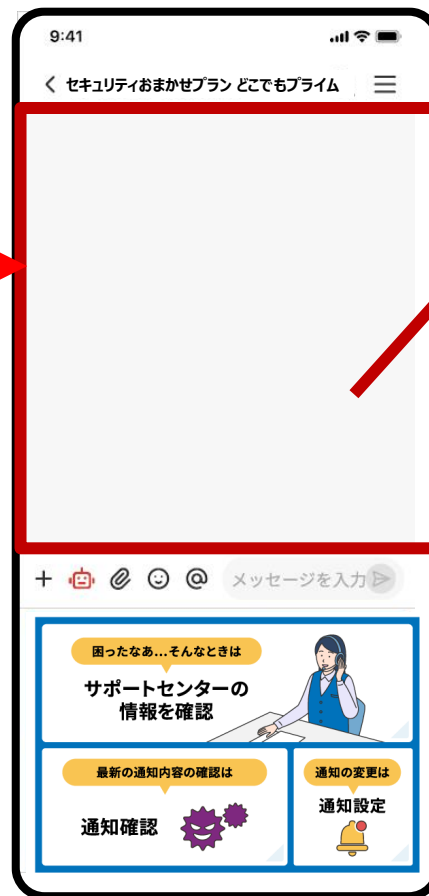 9:41
セキュリティおまかせプラン どこでもプライム
メッセージを入力
困ったなあ...そんなときは
サポートセンターの
情報を確認
最新の通知内容の確認は
通知確認
通知の変更は
通知設定